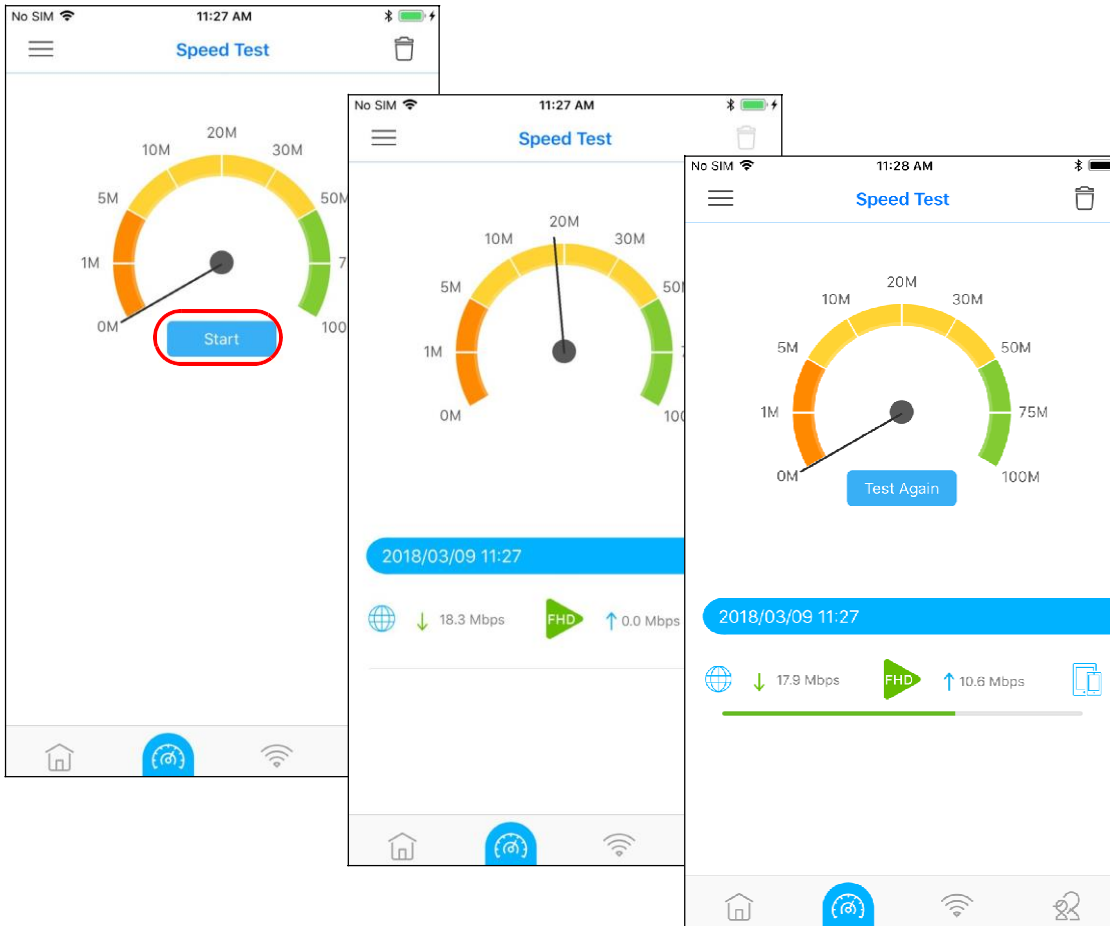 No SIM 11:27 AM
Speed Test
20M
10M 30M
5M 50M
1M 7
0M 100
Start
No SIM 11:27 AM
Speed Test
20M
10M 30M
5M 50
1M
0M 100
2018/03/09 11:27
18.3 Mbps FHD 0.0 Mbps
No SIM 11:28 AM
Speed Test
20M
10M 30M
5M 50M
1M 75M
0M 100M
Test Again
2018/03/09 11:27
17.9 Mbps FHD 10.6 Mbps